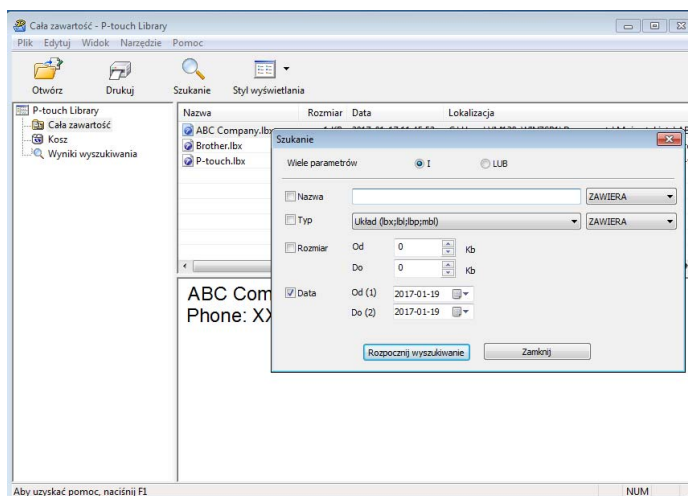 Cała zawartość - P-touch Library
Plik Edytuj Widok Narzędzie Pomoc
Otwórz Drukuj Szukanie Styl wyświetlania
P-touch Library
Cała zawartość
Kosz
Wyniki wyszukiwania
Nazwa Rozmiar Data Lokalizacja
ABC Company.lbx
Brother.lbx
P-touch.lbx
Szukanie
Wiele parametrów I LUB
Nazwa ZAWIERA
Typ Układ (lbx;lbl;lbp;mbl) ZAWIERA
Rozmiar Od 0 Kb
Do 0 Kb
Data Od (1) 2017-01-19
Do (2) 2017-01-19
Rozpocznij wyszukiwanie Zamknij
ABC Com
Phone: XX
Aby uzyskać pomoc, naciśnij F1 NUM